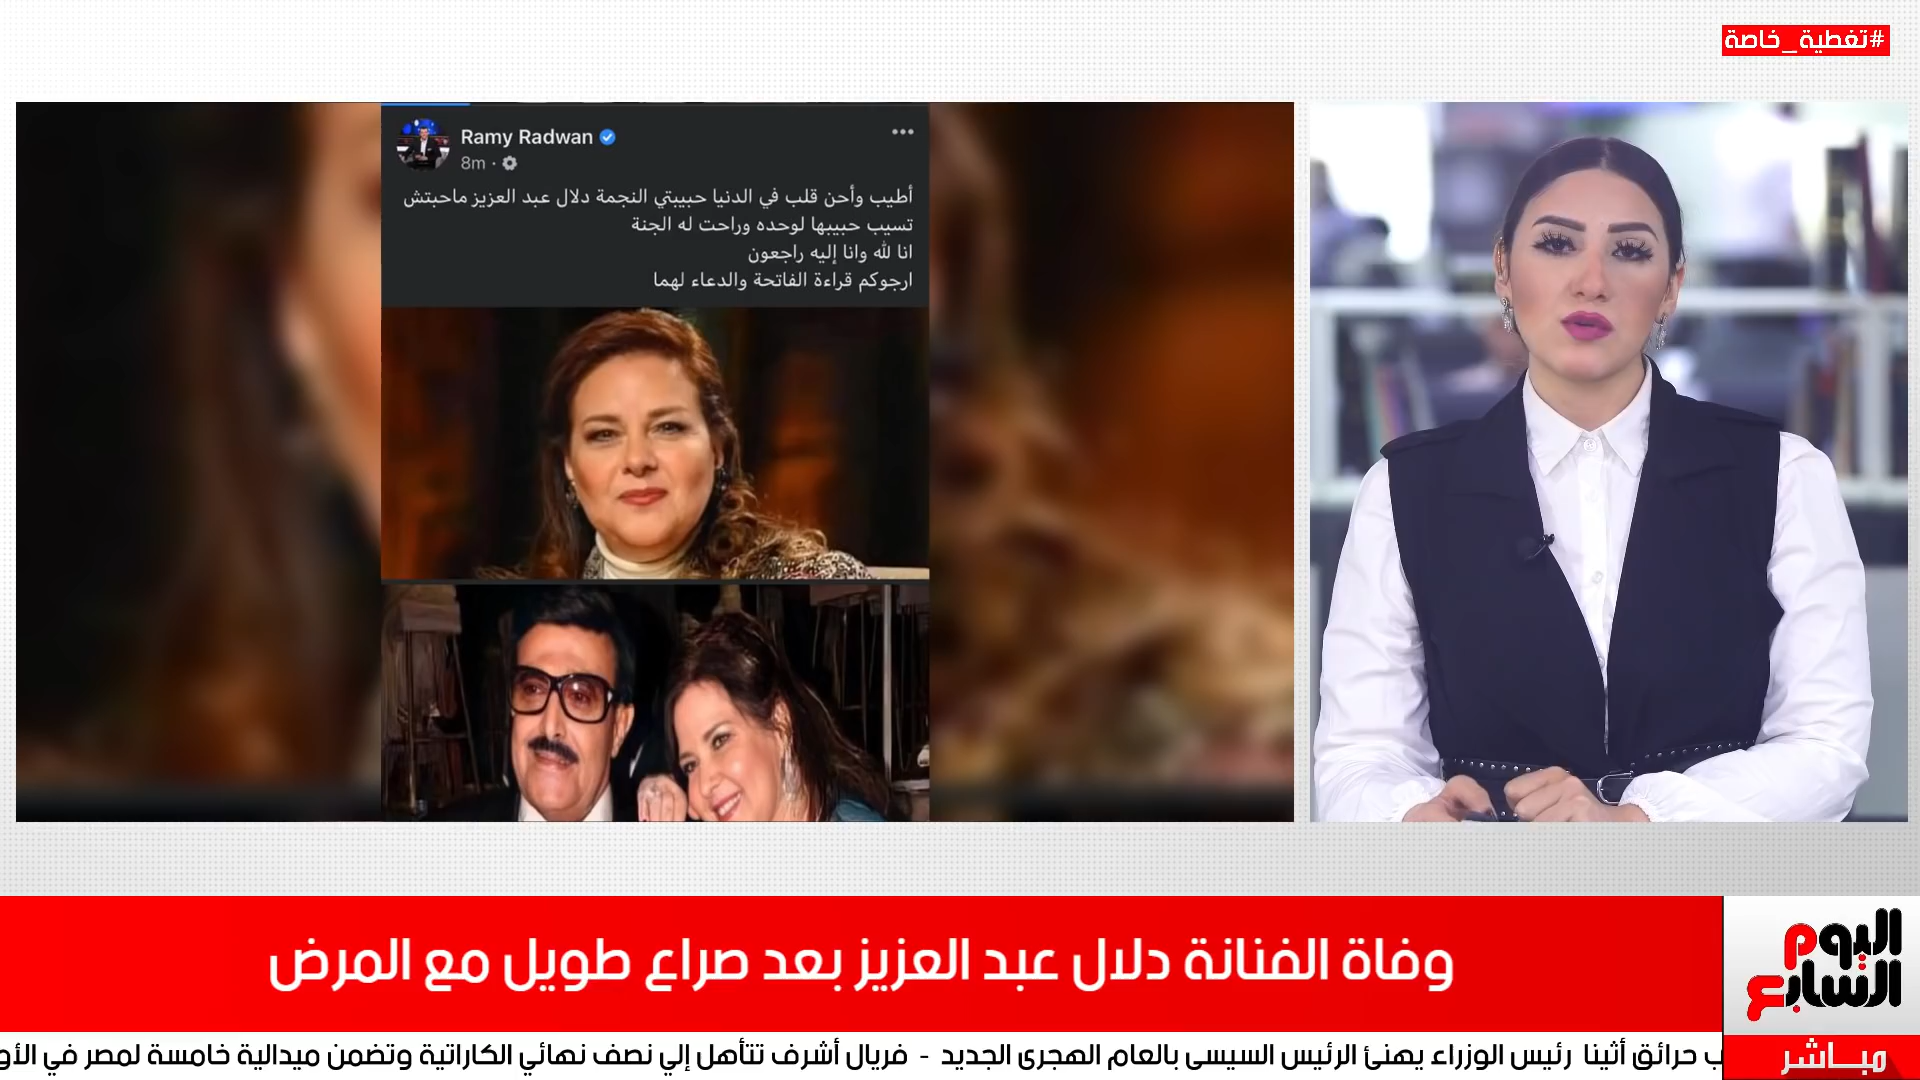 #تغطية_خاصة
Ramy Radwan
8m
أطيب وأحن قلب في الدنيا حبيبتي النجمة دلال عبد العزيز ماحبتش
تسيب حبيبها لوحده وراحت له الجنة
انا لله وانا إليه راجعون
ارجوكم قراءة الفاتحة والدعاء لهما
وفاة الفنانة دلال عبد العزيز بعد صراع طويل مع المرض
اليوم
السابع
مباشر
حرائق أثينا رئيس الوزراء يهنئ الرئيس السيسى بالعام الهجرى الجديد - فريال أشرف تتأهل إلي نصف نهائي الكاراتية وتضمن ميدالية خامسة لمصر في